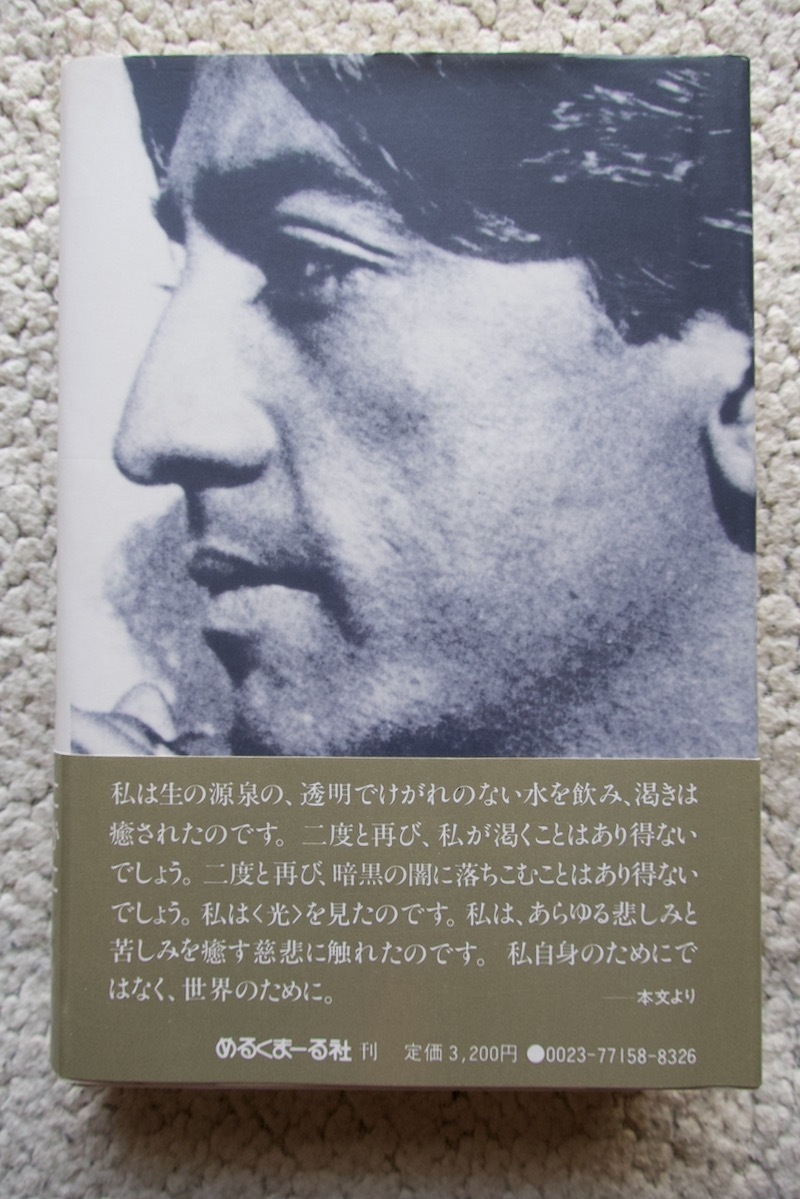 私は生の源泉の、透明でけがれのない水を飲み、渇きは
癒されたのです。二度と再び、私が渇くことはあり得ない
でしょう。二度と再び、暗黒の闇に落ちこむことはあり得ない
でしょう。私は〈光〉を見たのです。私は、あらゆる悲しみと
苦しみを癒す慈悲に触れたのです。 私自身のためにで
はなく、世界のために。
──本文より
めるくまーる社 刊 定価 3,200円 ●0023-77158-8326